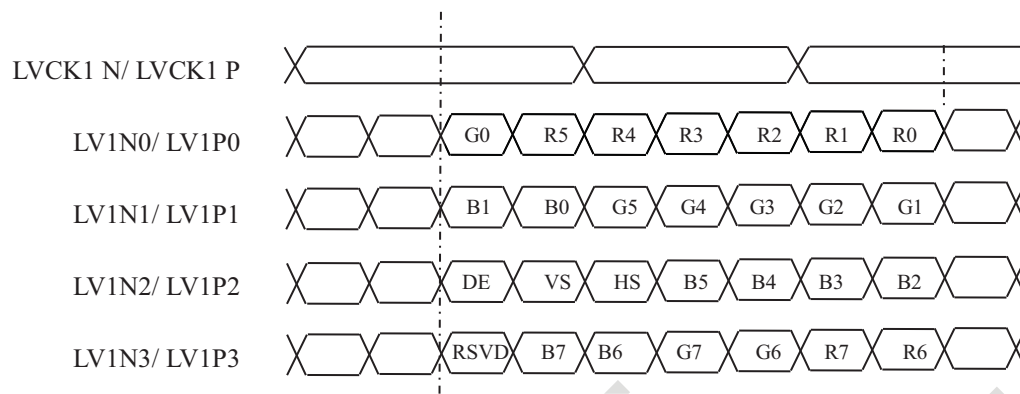 LVCK1 N/ LVCK1 P
LV1N0/ LV1P0 G0 R5 R4 R3 R2 R1 R0
LV1N1/ LV1P1 B1 B0 G5 G4 G3 G2 G1
LV1N2/ LV1P2 DE VS HS B5 B4 B3 B2
LV1N3/ LV1P3 RSVD B7 B6 G7 G6 R7 R6